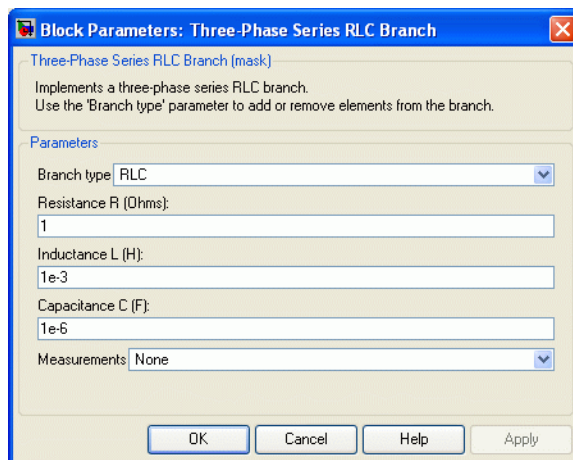 Block Parameters: Three-Phase Series RLC Branch
Three-Phase Series RLC Branch (mask)
Implements a three-phase series RLC branch.
Use the 'Branch type' parameter to add or remove elements from the branch.
Parameters
Branch type RLC
Resistance R (Ohms):
1
Inductance L (H):
1e-3
Capacitance C (F):
1e-6
Measurements None
OK Cancel Help Apply